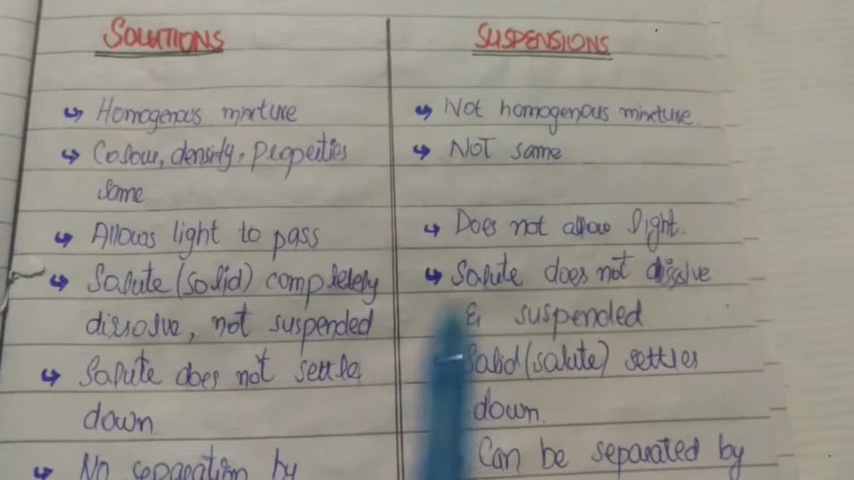 SOLUTIONS
Homogenous mixture
Colour, density, properties
same
Allows light to pass
Solute (solid) completely
dissolve, not suspended
Solute does not settle
down.
No separation by
SUSPENSIONS
Not homogenous mixture
NOT same
Does not allow light.
Solute does not dissolve
& suspended
Solid (solute) settles
down.
Can be separated by